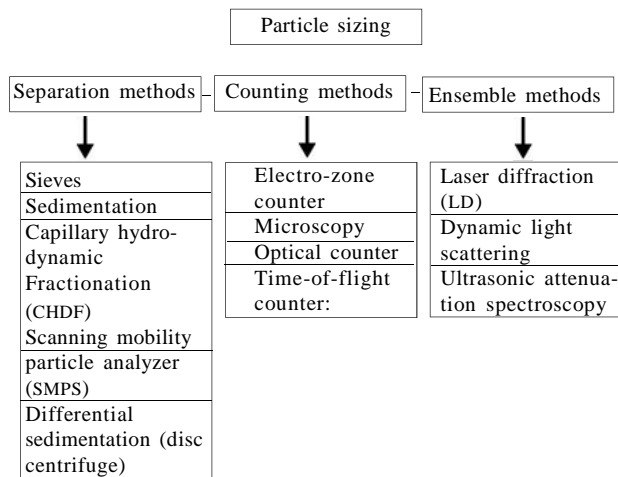 Particle sizing
Separation methods
Counting methods
Ensemble methods
Sieves
Sedimentation
Capillary hydro-
dynamic
Fractionation
(CHDF)
Scanning mobility
particle analyzer
(SMPS)
Differential
sedimentation (disc
centrifuge)
Electro-zone
counter
Microscopy
Optical counter
Time-of-flight
counter:
Laser diffraction
(LD)
Dynamic light
scattering
Ultrasonic attenua-
tion spectroscopy